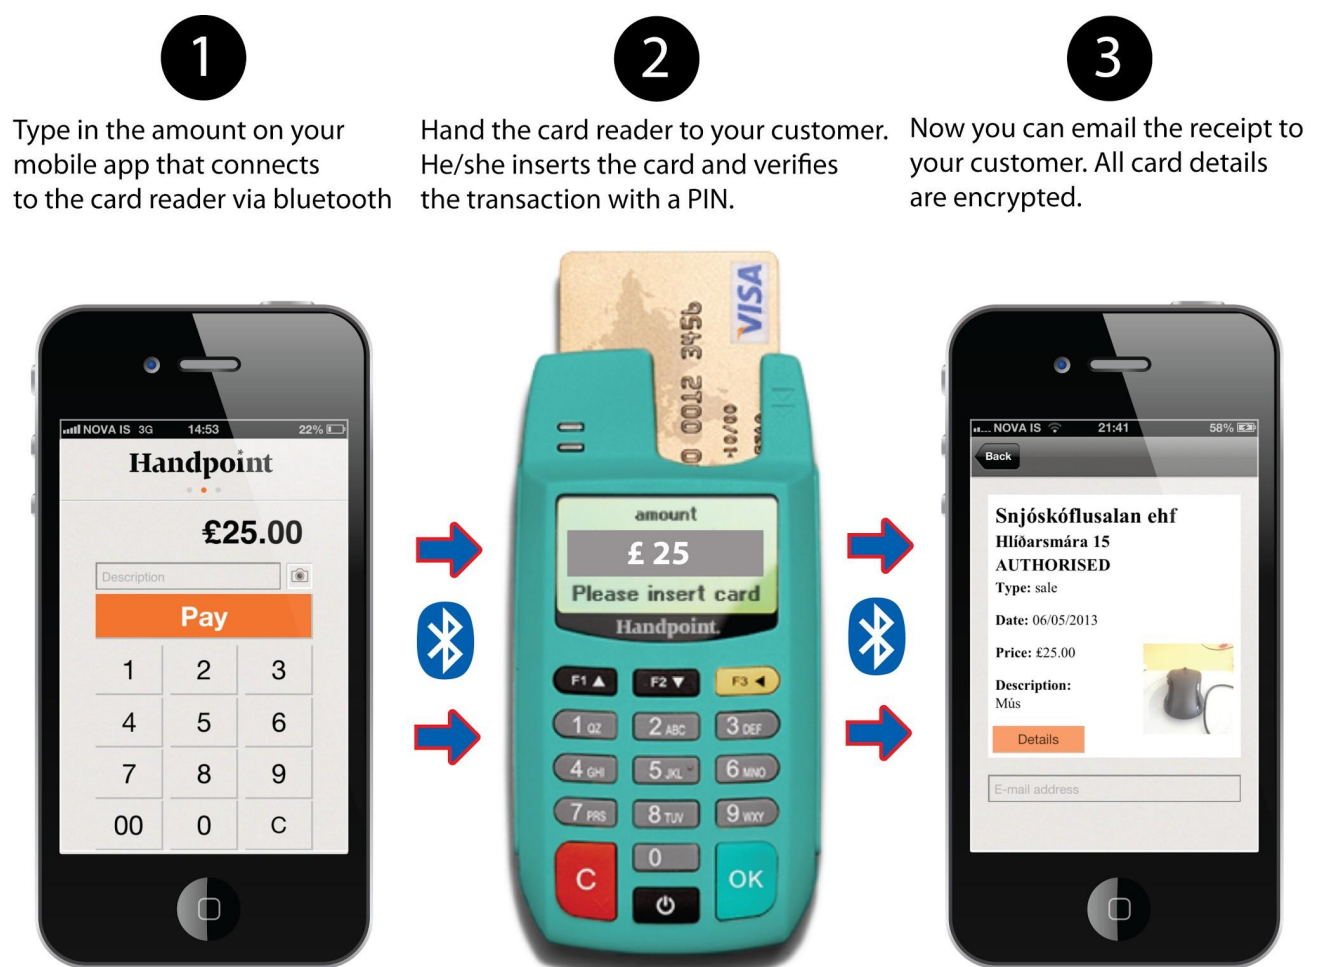 1
Type in the amount on your
mobile app that connects
to the card reader via bluetooth
2
Hand the card reader to your customer.
He/she inserts the card and verifies
the transaction with a PIN.
3
Now you can email the receipt to
your customer. All card details
are encrypted.
NOVA IS 3G 14:53 22%
Handpoint
£25.00
Description
Pay
1 2 3
4 5 6
7 8 9
00 0 C
VISA
0012 3456
10/00
amount
£ 25
Please insert card
Handpoint.
F1 F2 F3
1 QZ 2 ABC 3 DEF
4 GHI 5 JKL 6 MNO
7 PRS 8 TUV 9 WXY
C 0 OK
NOVA IS 21:41 58%
Back
Snjóskóflusalan ehf
Hlíðarsmára 15
AUTHORISED
Type: sale
Date: 06/05/2013
Price: £25.00
Description:
Mús
Details
E-mail address